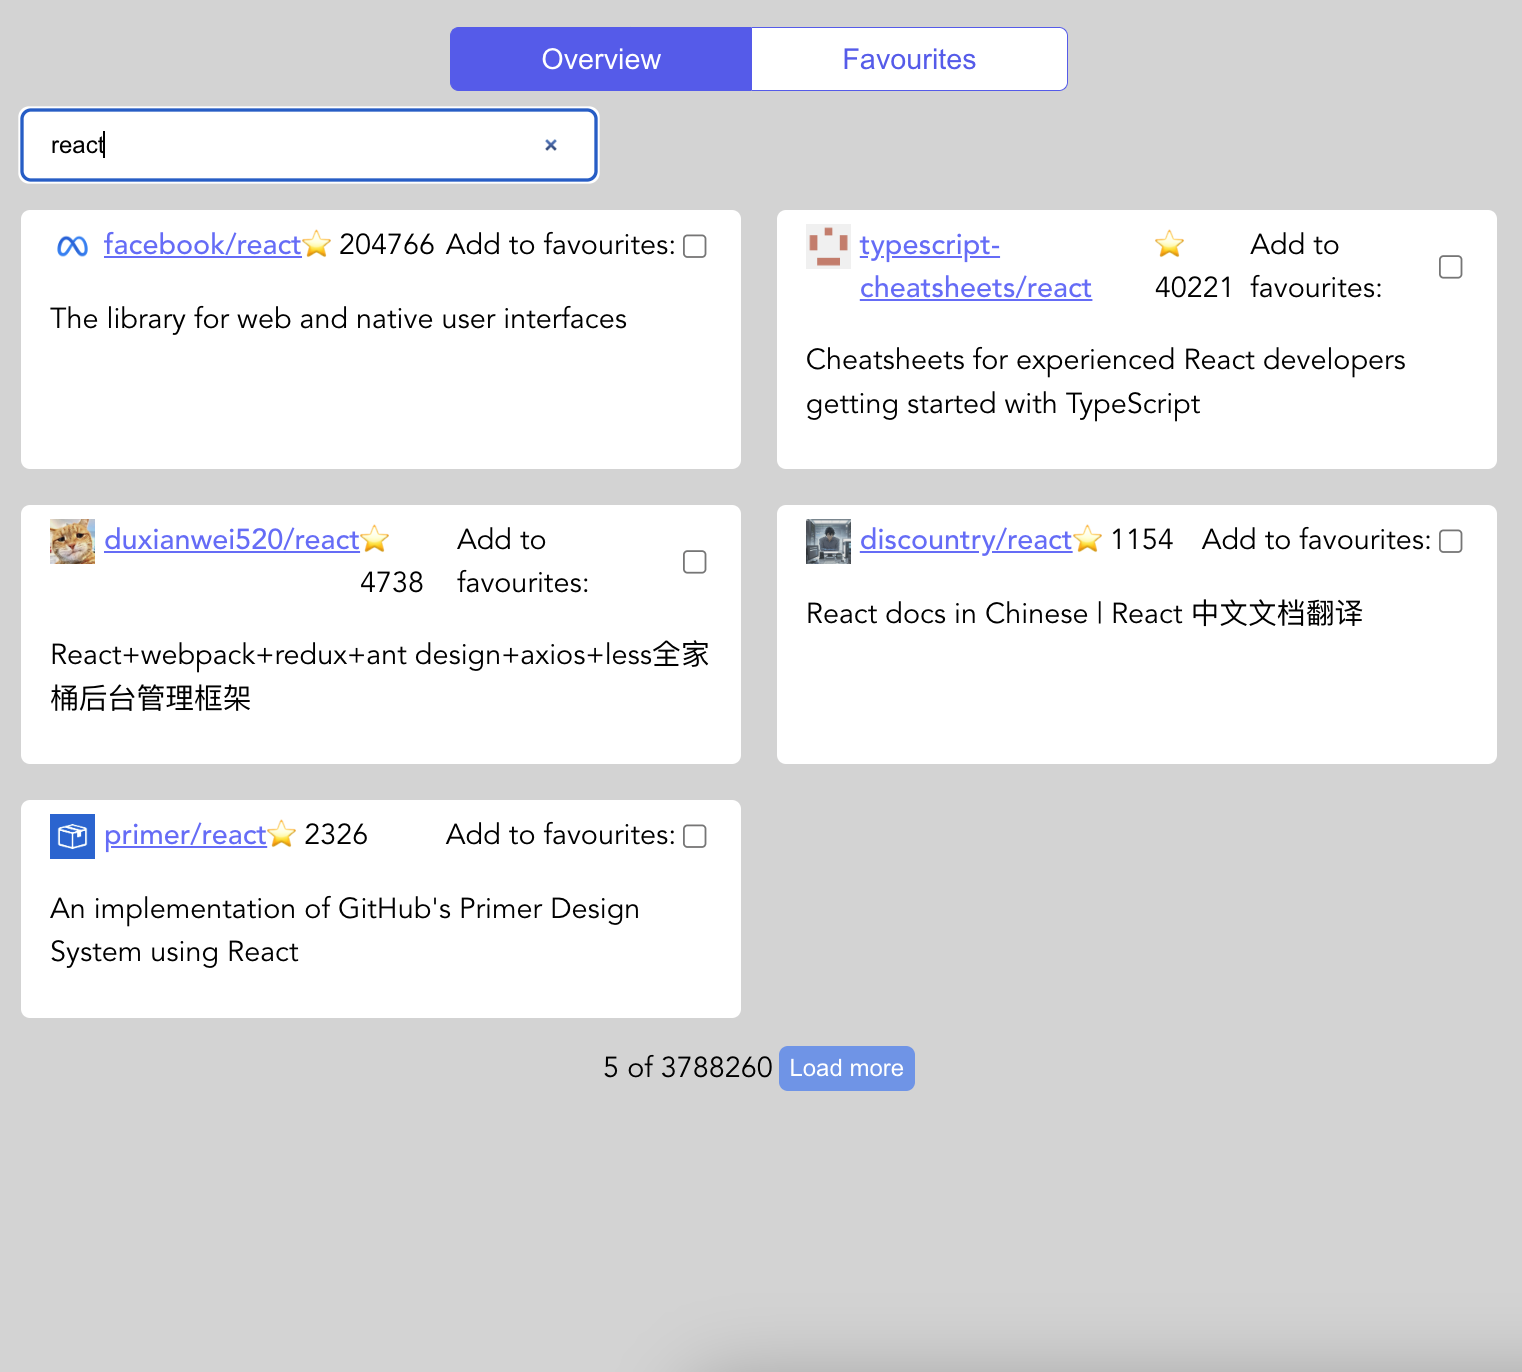 Overview
Favourites
react
×
facebook/react⭐ 204766 Add to favourites:
The library for web and native user interfaces
typescript-
cheatsheets/react
⭐
40221
Add to
favourites:
Cheatsheets for experienced React developers
getting started with TypeScript
duxianwei520/react⭐
4738
Add to
favourites:
React+webpack+redux+ant design+axios+less全家
桶后台管理框架
discountry/react⭐ 1154 Add to favourites:
React docs in Chinese | React 中文文档翻译
primer/react⭐ 2326 Add to favourites:
An implementation of GitHub's Primer Design
System using React
5 of 3788260 Load more